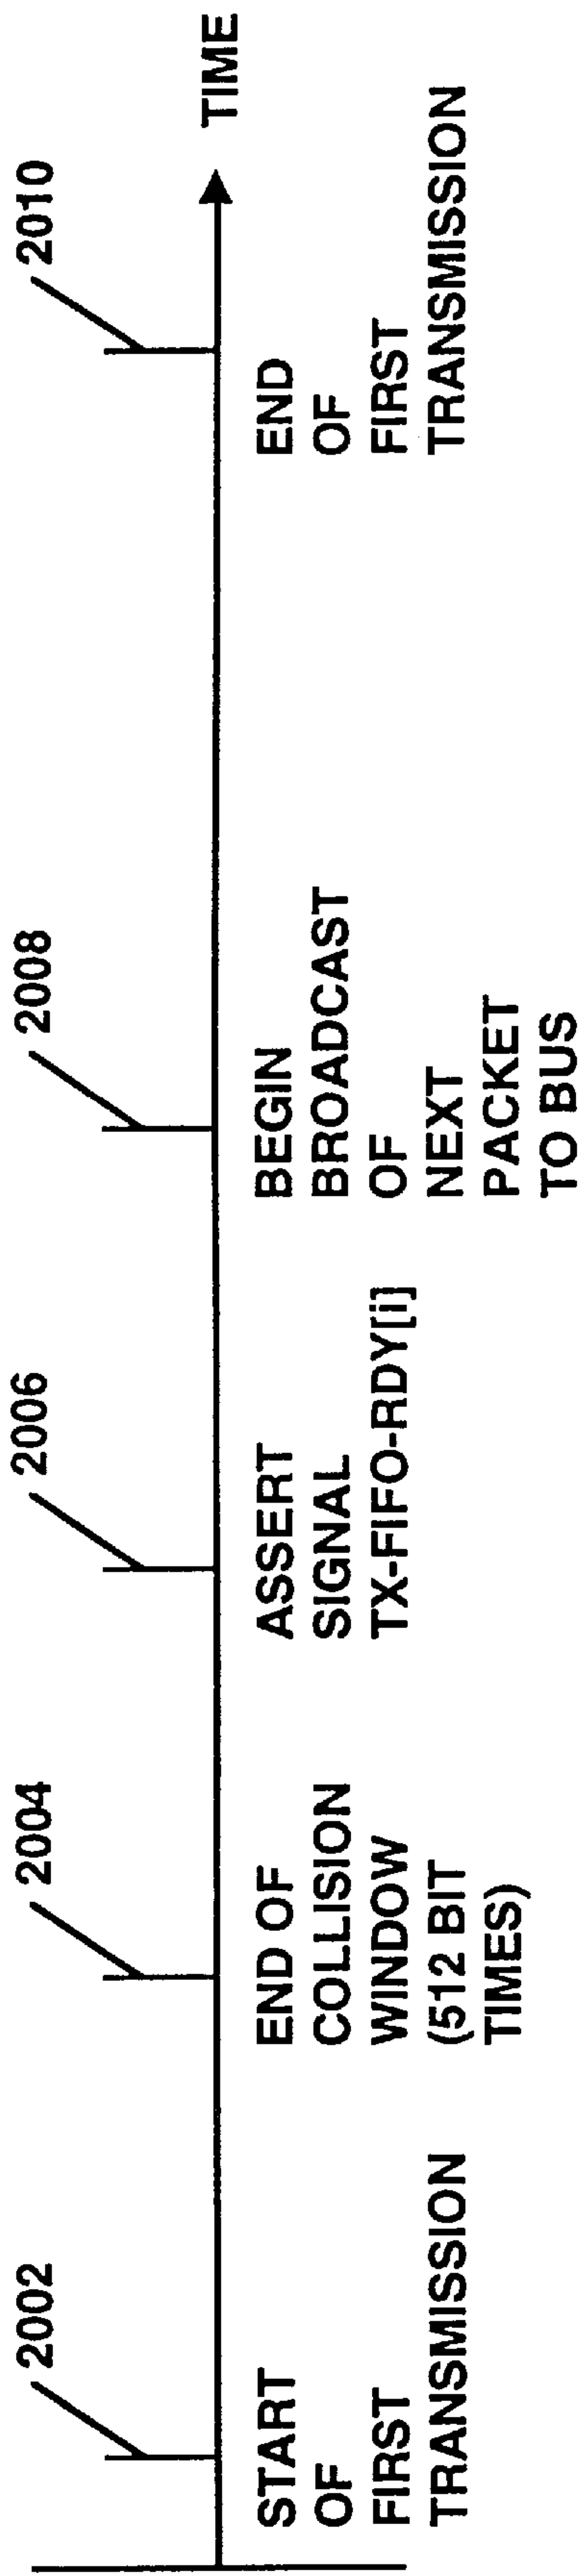 2002
2004
2006
2008
2010
TIME
START
OF
FIRST
TRANSMISSION
END OF
COLLISION
WINDOW
(512 BIT
TIMES)
ASSERT
SIGNAL
TX-FIFO-RDY[i]
BEGIN
BROADCAST
OF
NEXT
PACKET
TO BUS
END
OF
FIRST
TRANSMISSION